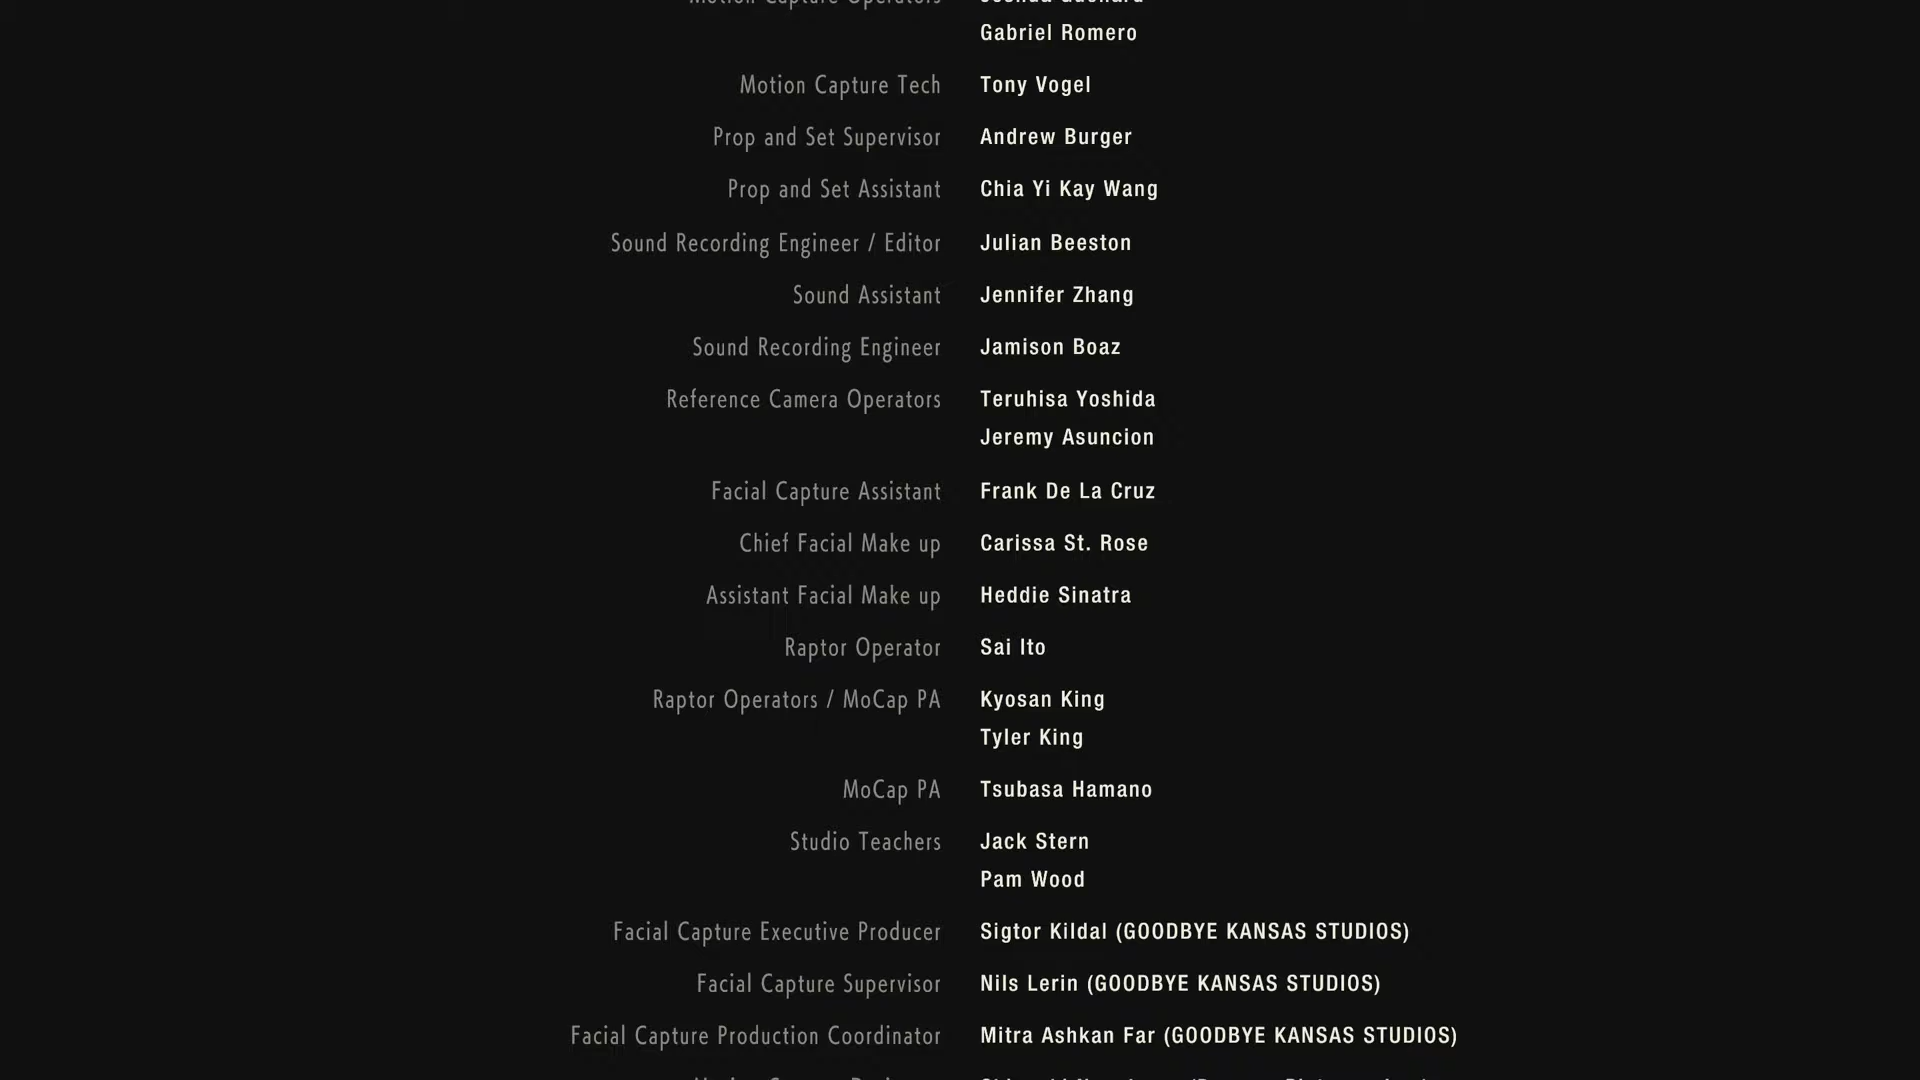 Motion Capture Operators
Gabriel Romero
Motion Capture Tech Tony Vogel
Prop and Set Supervisor Andrew Burger
Prop and Set Assistant Chia Yi Kay Wang
Sound Recording Engineer / Editor Julian Beeston
Sound Assistant Jennifer Zhang
Sound Recording Engineer Jamison Boaz
Reference Camera Operators Teruhisa Yoshida
Jeremy Asuncion
Facial Capture Assistant Frank De La Cruz
Chief Facial Make up Carissa St. Rose
Assistant Facial Make up Heddie Sinatra
Raptor Operator Sai Ito
Raptor Operators / MoCap PA Kyosan King
Tyler King
MoCap PA Tsubasa Hamano
Studio Teachers Jack Stern
Pam Wood
Facial Capture Executive Producer Sigtor Kildal (GOODBYE KANSAS STUDIOS)
Facial Capture Supervisor Nils Lerin (GOODBYE KANSAS STUDIOS)
Facial Capture Production Coordinator Mitra Ashkan Far (GOODBYE KANSAS STUDIOS)